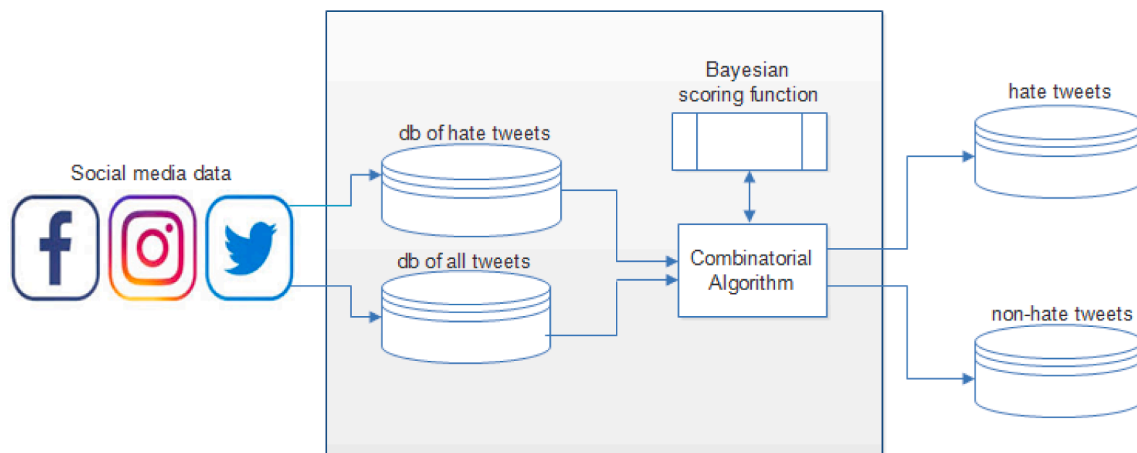 Social media data
db of hate tweets
db of all tweets
Bayesian
scoring function
Combinatorial
Algorithm
hate tweets
non-hate tweets